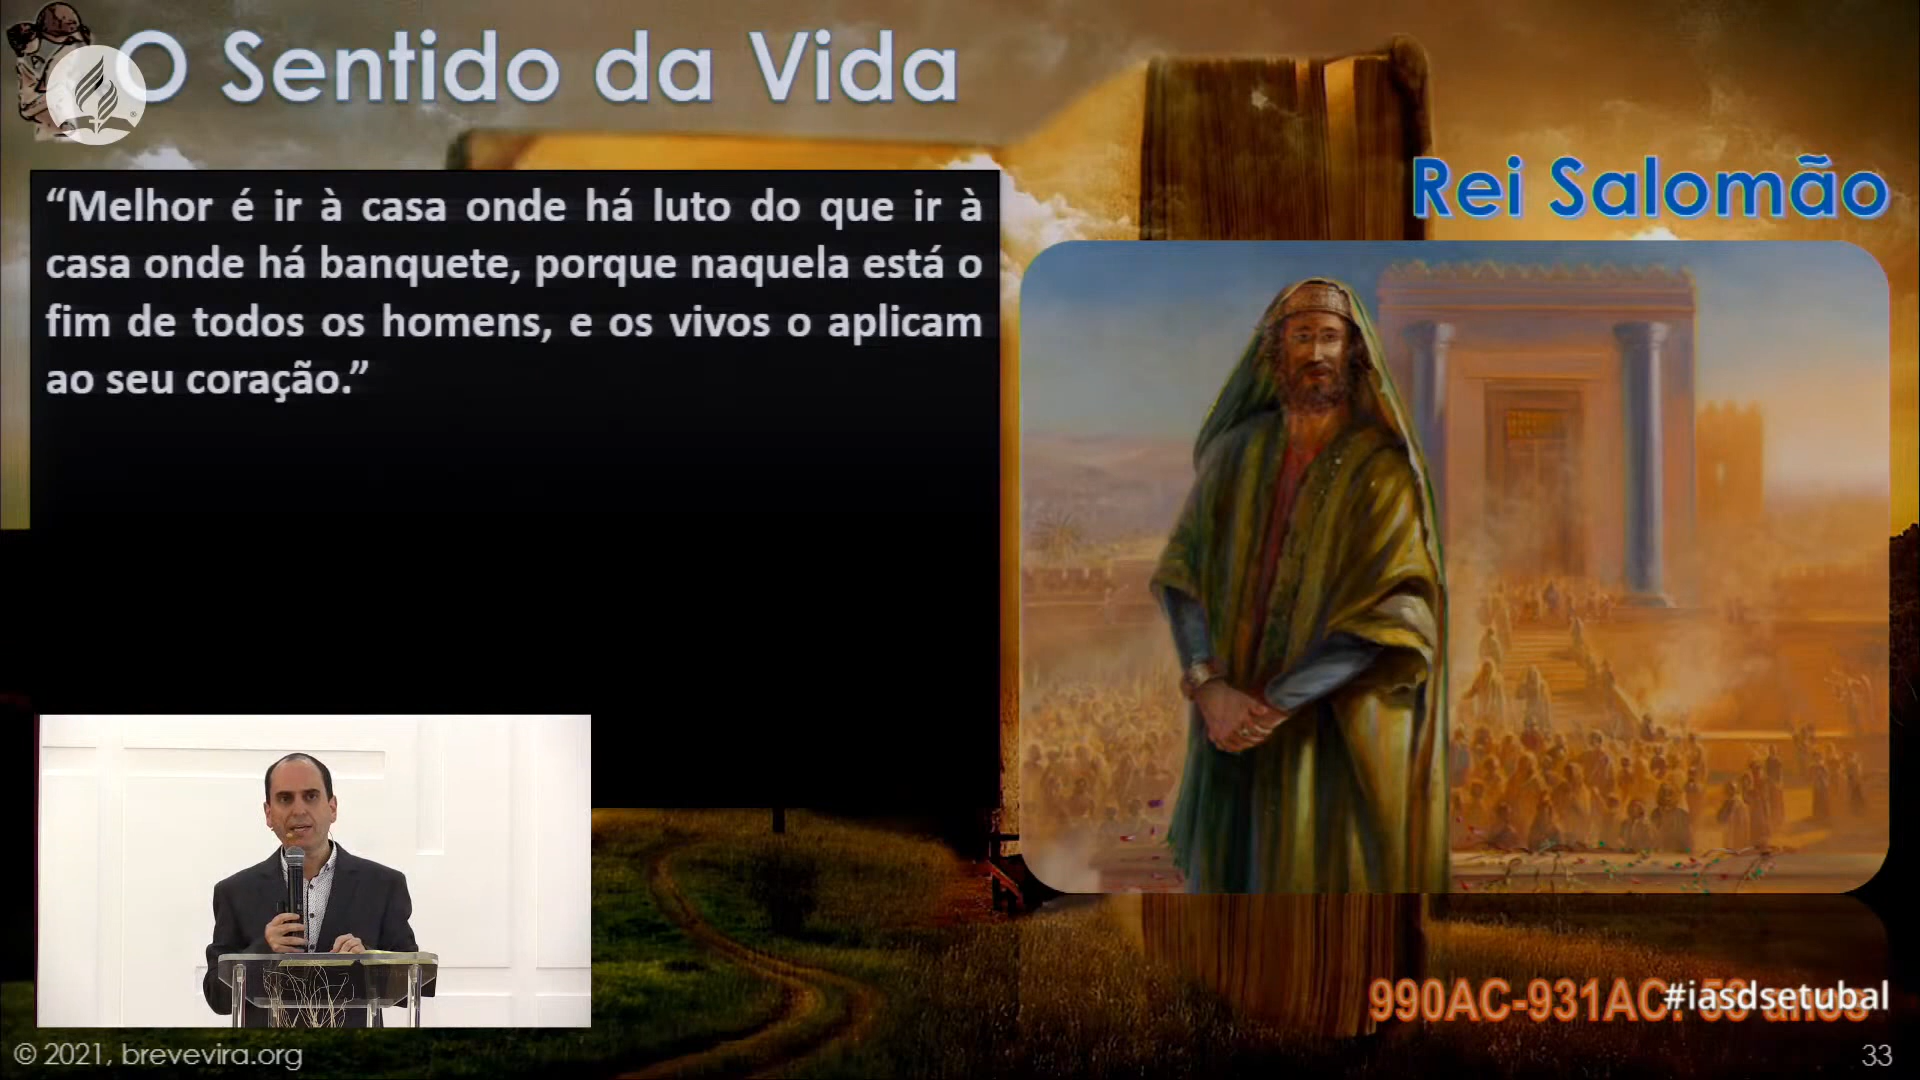 O Sentido da Vida
Rei Salomão
“Melhor é ir à casa onde há luto do que ir à
casa onde há banquete, porque naquela está o
fim de todos os homens, e os vivos o aplicam
ao seu coração.”
990AC-931AC:
#iasdsetubal
© 2021, brevevira.org
33